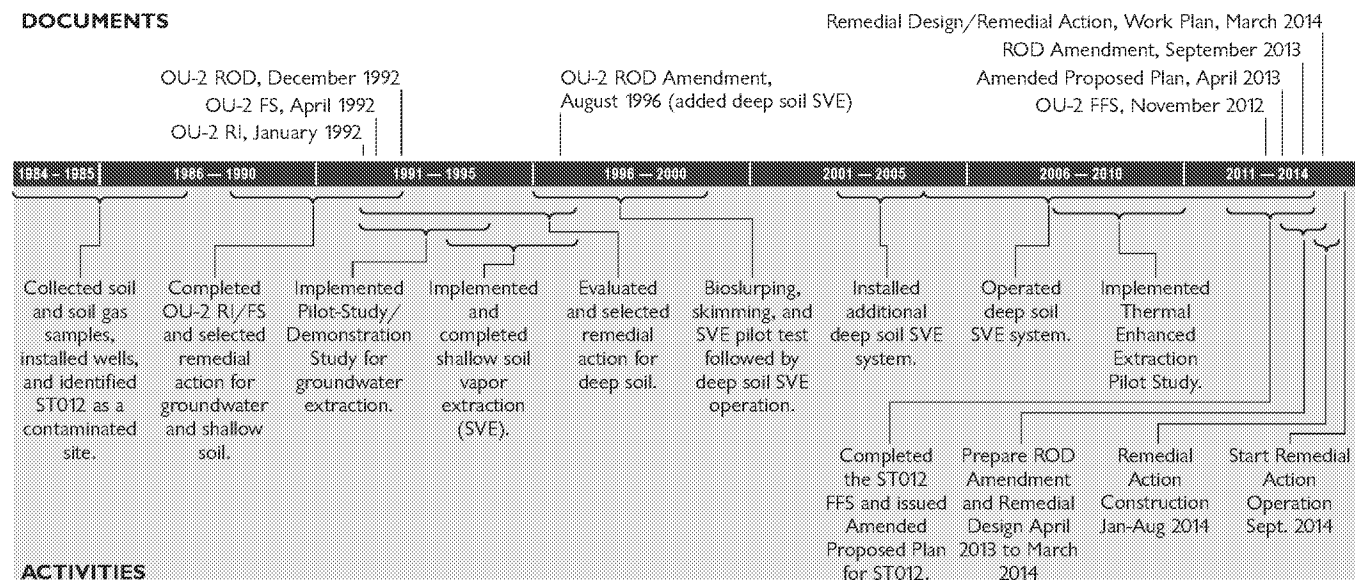 DOCUMENTS
Remedial Design/Remedial Action, Work Plan, March 2014
ROD Amendment, September 2013
OU-2 ROD, December 1992
OU-2 ROD Amendment,
August 1996 (added deep soil SVE)
Amended Proposed Plan, April 2013
OU-2 FS, April 1992
OU-2 FFS, November 2012
OU-2 RI, January 1992
1984 – 1985
1986 — 1990
1991 — 1995
1996 — 2000
2001 — 2005
2006 — 2010
2011 — 2014
Collected soil
and soil gas
samples,
installed wells,
and identified
ST012 as a
contaminated
site.
Completed
OU-2 RI/FS
and selected
remedial
action for
groundwater
and shallow
soil.
Implemented
Pilot-Study/
Demonstration
Study for
groundwater
extraction.
Implemented
and
completed
shallow soil
vapor
extraction
(SVE).
Evaluated
and selected
remedial
action for
deep soil.
Bioslurping,
skimming, and
SVE pilot test
followed by
deep soil SVE
operation.
Installed
additional
deep soil SVE
system.
Operated
deep soil
SVE system.
Implemented
Thermal
Enhanced
Extraction
Pilot Study.
Completed
the ST012
FFS and issued
Amended
Proposed Plan
for ST012.
Prepare ROD
Amendment
and Remedial
Design April
2013 to March
2014
Remedial
Action
Construction
Jan-Aug 2014
Start Remedial
Action
Operation
Sept. 2014
ACTIVITIES